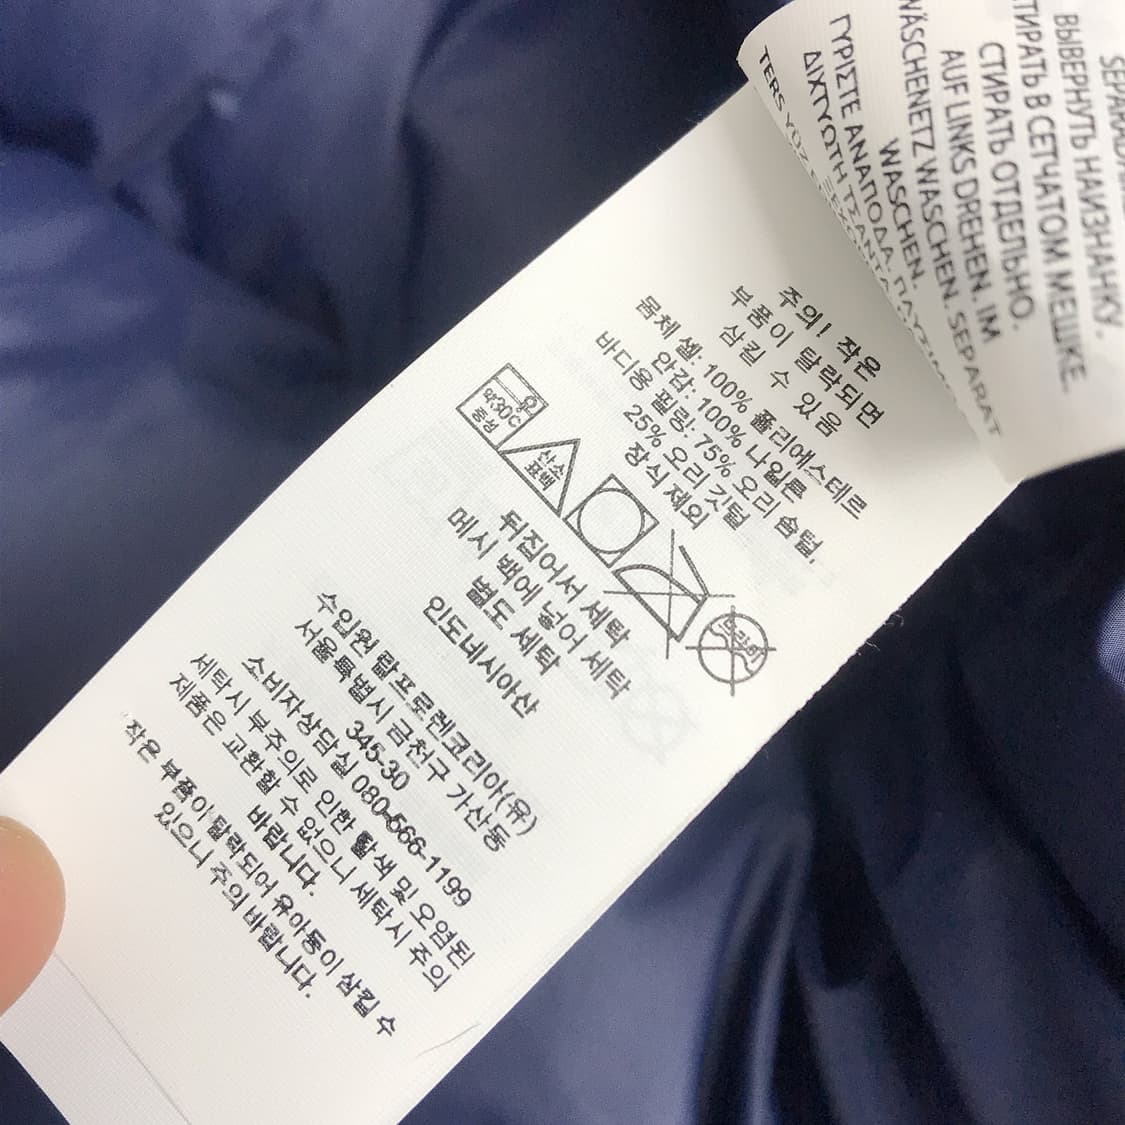 SEPARAD
ВЫВЕРНУТЬ НАИЗНАНКУ.
ТИРАТЬ В СЕТЧАТОМ МЕШКЕ.
СТИРАТЬ ОТДЕЛЬНО.
AUF LINKS DREHEN. IM
WÄSCHENETZ WASCHEN. SEPARAT
WASCHEN.
ΓΥΡΙΣΤΕ ΑΝΑΠΟΔΑ.
ΔΙΧΤΥΩΤΗ ΤΣΑΝΤΑ.
TERS YÜZ
주의! 작은
부품이 탈락되면
삼킬 수 있음
몸체 셸: 100% 폴리에스테르
안감: 100% 나일론
바디용 필링: 75% 오리 솜털,
25% 오리 깃털
장식 제외
약30℃
중성
산소
표백
드라이
뒤집어서 세탁
메시 백에 넣어 세탁
별도 세탁
인도네시아산
수입원 랄프로렌코리아(유)
서울특별시 금천구 가산동
345-30
소비자상담실 080-566-1199
세탁시 부주의로 인한 탈색 및 오염된
제품은 교환할 수 없으니 세탁시 주의
바랍니다.
작은 부품이 탈락되어 유아동이 삼킬 수
있으니 주의 바랍니다.